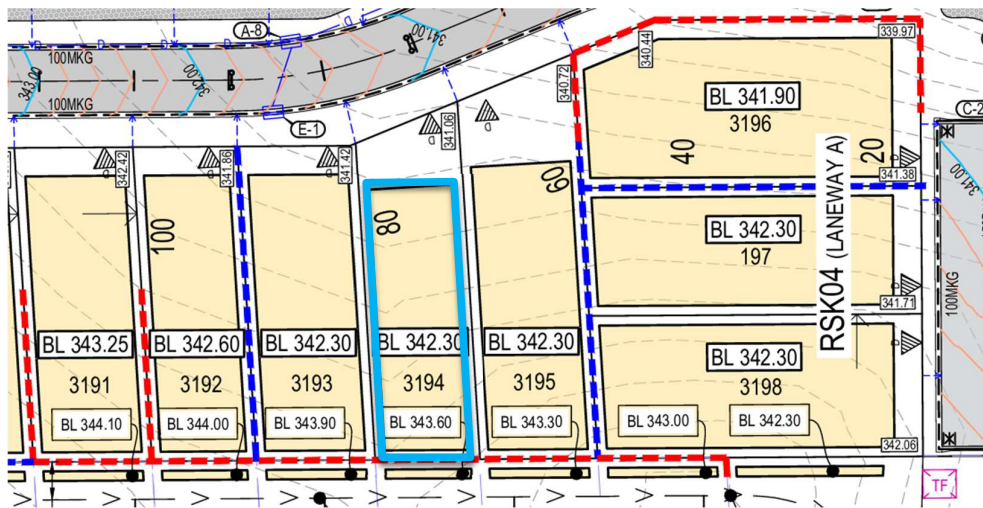 A-8
D
D
341.00
339.97
100MKG
343.00
342.00
340.44
340.72
BL 341.90
3196
C-2
100MKG
E-1
341.06
D
40
20
D
341.38
341.00
342.42
341.86
341.42
D
D
D
60
80
100
BL 342.30
197
RSK04 (LANEWAY A)
D
341.71
100MKG
BL 343.25
BL 342.60
BL 342.30
BL 342.30
BL 342.30
BL 342.30
D
3191
3192
3193
3194
3195
3198
BL 344.10
BL 344.00
BL 343.90
BL 343.60
BL 343.30
BL 343.00
BL 342.30
342.06
TF